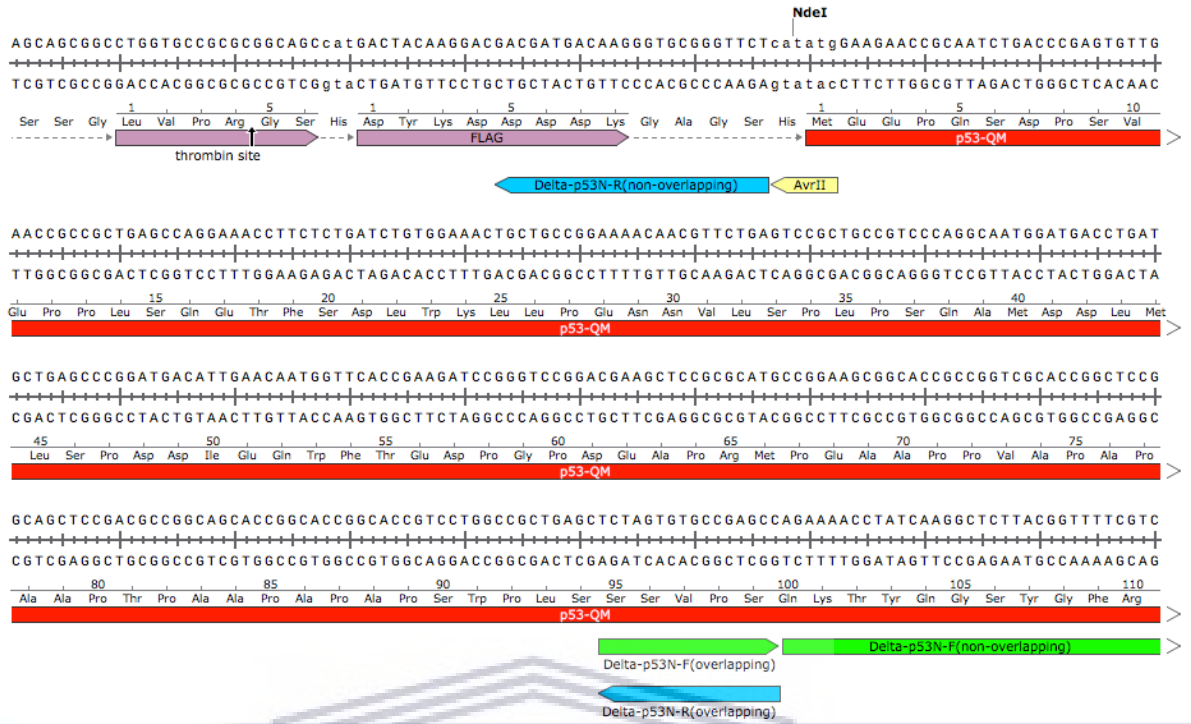 NdeI
AGCAGCGGCCTGGTGCCGCGCGGCAGCcatGACTACAAGGACGACGATGACAAGGGTGCGGGTTCTcatatgGAAGAACCGCAATCTGACCCGAGTGTTG
TCGTCGCCGGACCACGGCGCGCCGTCGgtaCTGATGTTCCTGCTGCTACTGTTCCCACGCCCAAGAgtatacCTTCTTGGCGTTAGACTGGGCTCACAAC
1 5 1 5 1 5 10
Ser Ser Gly Leu Val Pro Arg Gly Ser His Asp Tyr Lys Asp Asp Asp Asp Lys Gly Ala Gly Ser His Met Glu Glu Pro Gln Ser Asp Pro Ser Val
FLAG p53-QM
thrombin site
Delta-p53N-R(non-overlapping) AvrII
AACCGCCGCTGAGCCAGGAAACCTTCTCTGATCTGTGGAAACTGCTGCCGGAAAACAACGTTCTGAGTCCGCTGCCGTCCCAGGCAATGGATGACCTGAT
TTGGCGGCGACTCGGTCCTTTGGAAGAGACTAGACACCTTTGACGACGGCCTTTTGTTGCAAGACTCAGGCGACGGCAGGGTCCGTTACCTACTGGACTA
15 20 25 30 35 40
Glu Pro Pro Leu Ser Gln Glu Thr Phe Ser Asp Leu Trp Lys Leu Leu Pro Glu Asn Asn Val Leu Ser Pro Leu Pro Ser Gln Ala Met Asp Asp Leu Met
p53-QM
GCTGAGCCCGGATGACATTGAACAATGGTTCACCGAAGATCCGGGTCCGGACGAAGCTCCGCGCATGCCGGAAGCGGCACCGCCGGTCGCACCGGCTCCG
CGACTCGGGCCTACTGTAACTTGTTACCAAGTGGCTTCTAGGCCCAGGCCTGCTTCGAGGCGCGTACGGCCTTCGCCGTGGCGGCCAGCGTGGCCGAGGC
45 50 55 60 65 70 75
Leu Ser Pro Asp Asp Ile Glu Gln Trp Phe Thr Glu Asp Pro Gly Pro Asp Glu Ala Pro Arg Met Pro Glu Ala Ala Pro Pro Val Ala Pro Ala Pro
p53-QM
GCAGCTCCGACGCCGGCAGCACCGGCACCGGCACCGTCCTGGCCGCTGAGCTCTAGTGTGCCGAGCCAGAAAACCTATCAAGGCTCTTACGGTTTTCGTC
CGTCGAGGCTGCGGCCGTCGTGGCCGTGGCCGTGGCAGGACCGGCGACTCGAGATCACACGGCTCGGTCTTTTGGATAGTTCCGAGAATGCCAAAAGCAG
80 85 90 95 100 105 110
Ala Ala Pro Thr Pro Ala Ala Pro Ala Pro Ala Pro Ser Trp Pro Leu Ser Ser Ser Val Pro Ser Gln Lys Thr Tyr Gln Gly Ser Tyr Gly Phe Arg
p53-QM
Delta-p53N-F(non-overlapping)
Delta-p53N-F(overlapping)
Delta-p53N-R(overlapping)